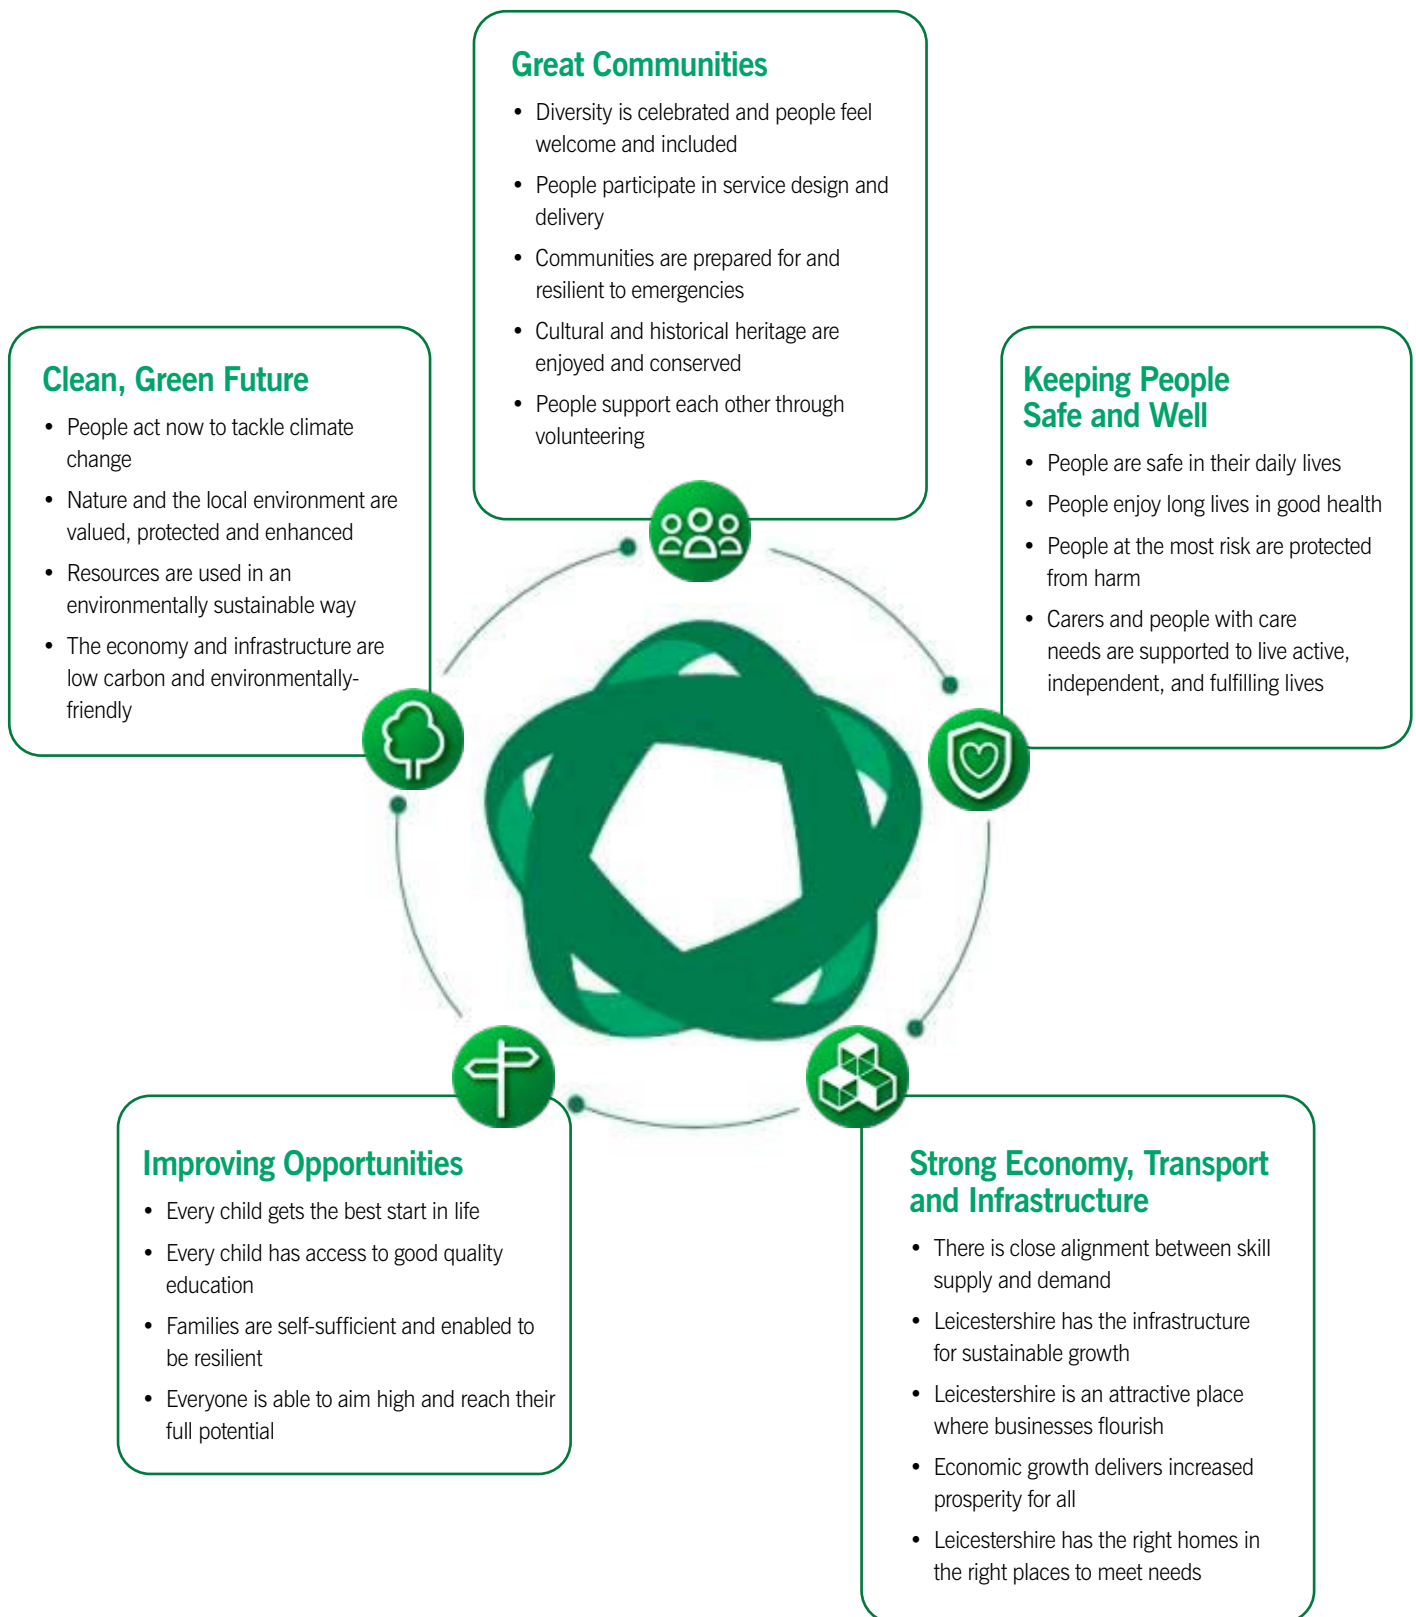 Great Communities
• Diversity is celebrated and people feel
welcome and included
• People participate in service design and
delivery
• Communities are prepared for and
resilient to emergencies
• Cultural and historical heritage are
enjoyed and conserved
• People support each other through
volunteering
Clean, Green Future
• People act now to tackle climate
change
• Nature and the local environment are
valued, protected and enhanced
• Resources are used in an
environmentally sustainable way
• The economy and infrastructure are
low carbon and environmentally-
friendly
Keeping People
Safe and Well
• People are safe in their daily lives
• People enjoy long lives in good health
• People at the most risk are protected
from harm
• Carers and people with care
needs are supported to live active,
independent, and fulfilling lives
Improving Opportunities
• Every child gets the best start in life
• Every child has access to good quality
education
• Families are self-sufficient and enabled to
be resilient
• Everyone is able to aim high and reach their
full potential
Strong Economy, Transport
and Infrastructure
• There is close alignment between skill
supply and demand
• Leicestershire has the infrastructure
for sustainable growth
• Leicestershire is an attractive place
where businesses flourish
• Economic growth delivers increased
prosperity for all
• Leicestershire has the right homes in
the right places to meet needs